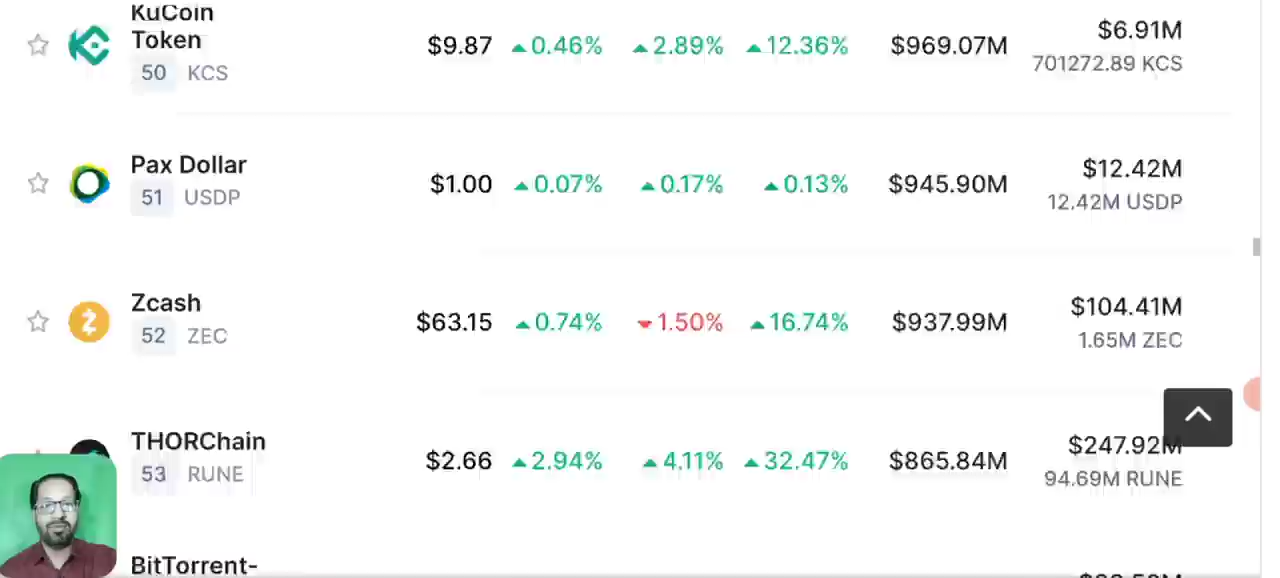 KuCoin
Token
50 KCS
$9.87 0.46% 2.89% 12.36% $969.07M $6.91M
701272.89 KCS
Pax Dollar
51 USDP
$1.00 0.07% 0.17% 0.13% $945.90M $12.42M
12.42M USDP
Zcash
52 ZEC
$63.15 0.74% 1.50% 16.74% $937.99M $104.41M
1.65M ZEC
THORChain
53 RUNE
$2.66 2.94% 4.11% 32.47% $865.84M $247.92M
94.69M RUNE
BitTorrent-